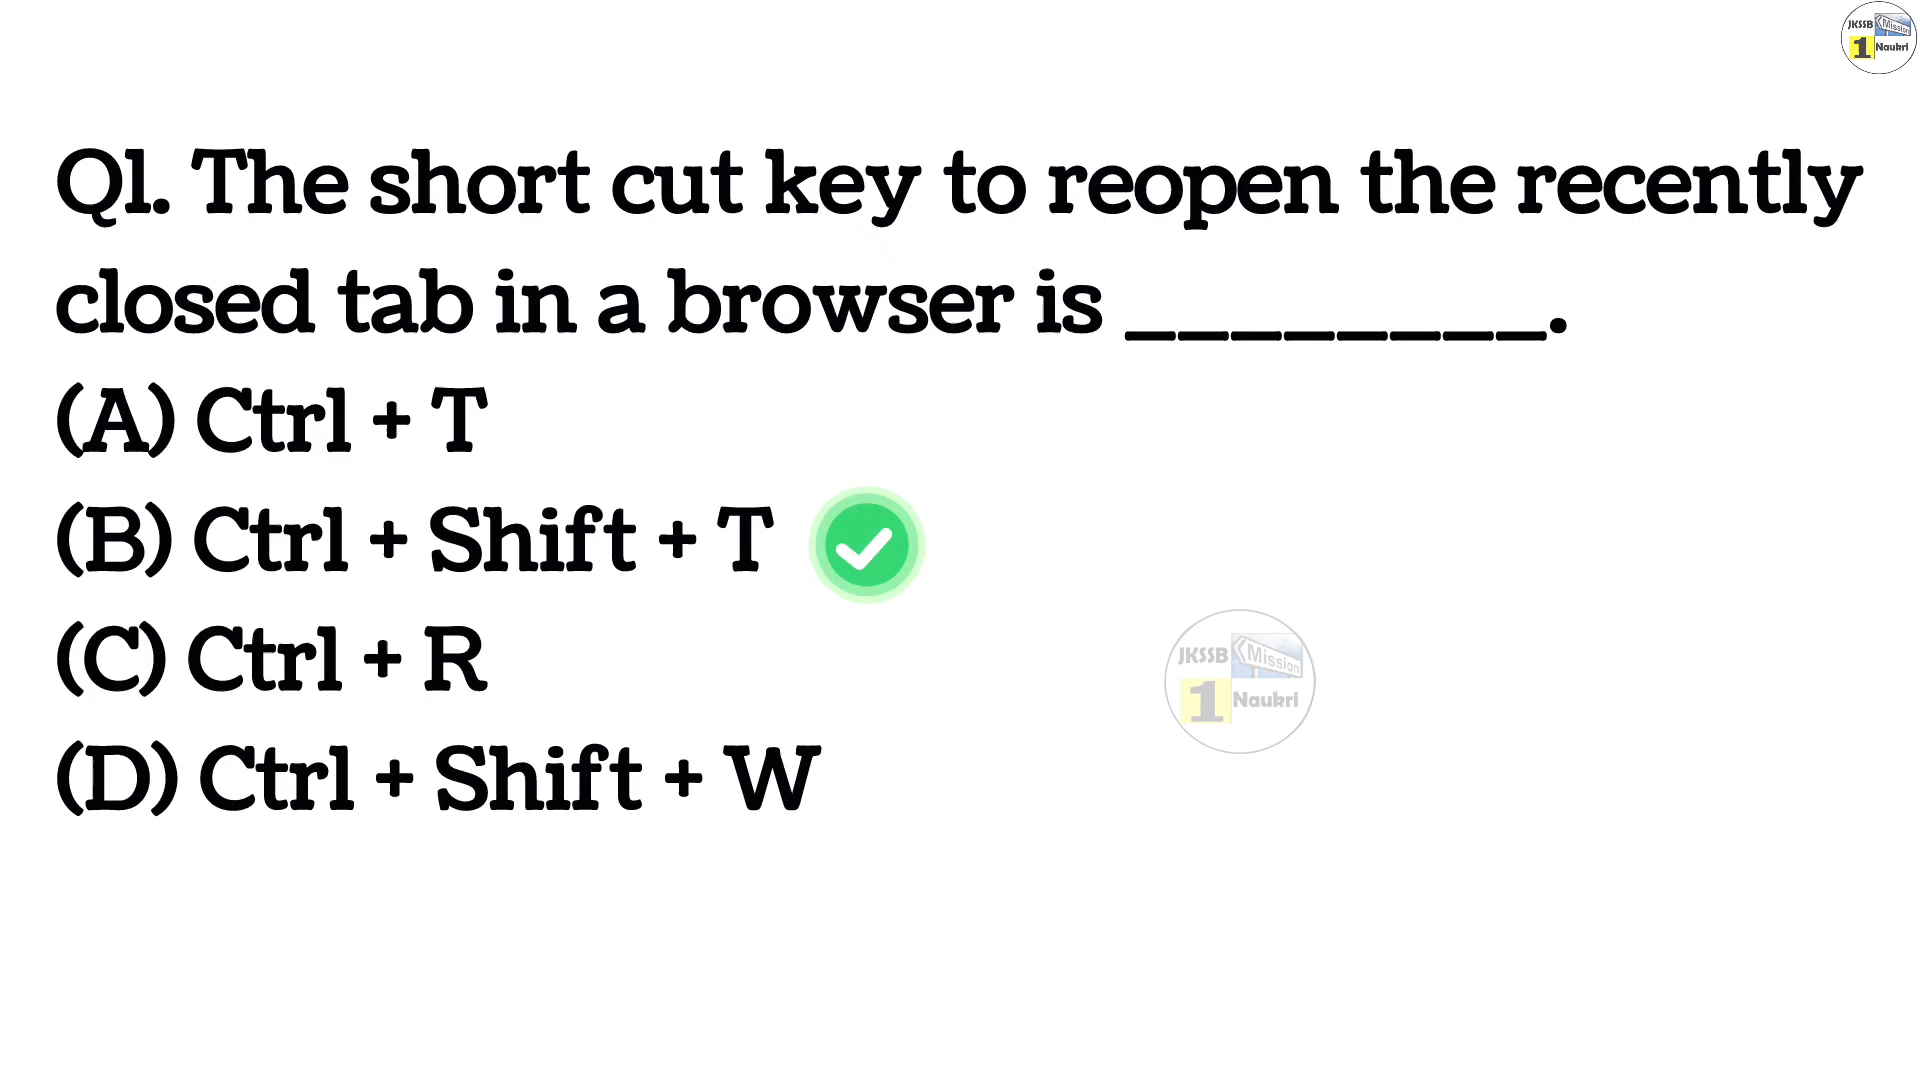 JKSSB Mission
1 Naukri
Q1. The short cut key to reopen the recently
closed tab in a browser is ________.
(A) Ctrl + T
(B) Ctrl + Shift + T
(C) Ctrl + R
(D) Ctrl + Shift + W
JKSSB Mission
1 Naukri